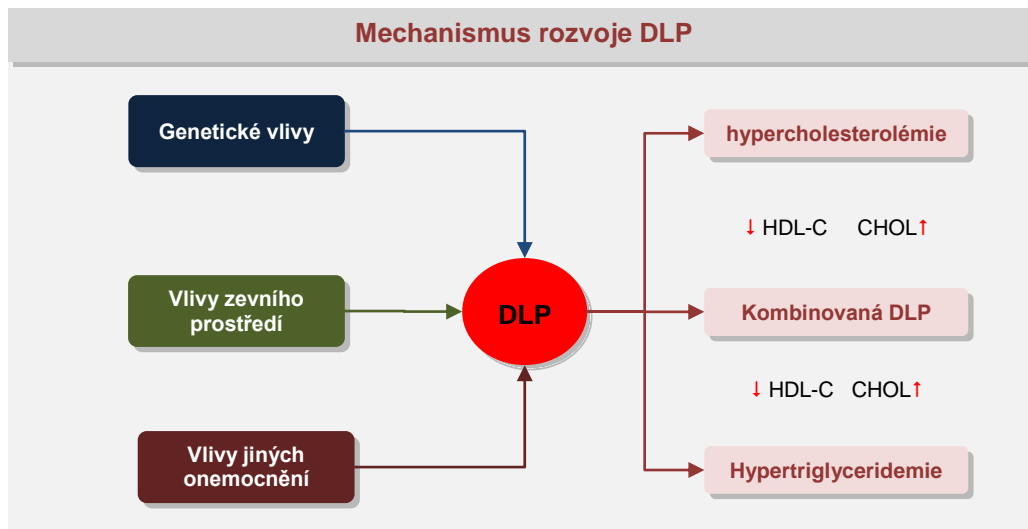 Mechanismus rozvoje DLP
Genetické vlivy
hypercholesterolémie
↓ HDL-C CHOL↑
Vlivy zevního
prostředí
DLP
Kombinovaná DLP
↓ HDL-C CHOL↑
Vlivy jiných
onemocnění
Hypertriglyceridemie